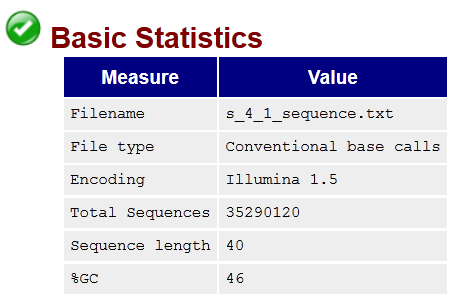 Basic Statistics
Measure Value
Filename s_4_1_sequence.txt
File type Conventional base calls
Encoding Illumina 1.5
Total Sequences 35290120
Sequence length 40
%GC 46